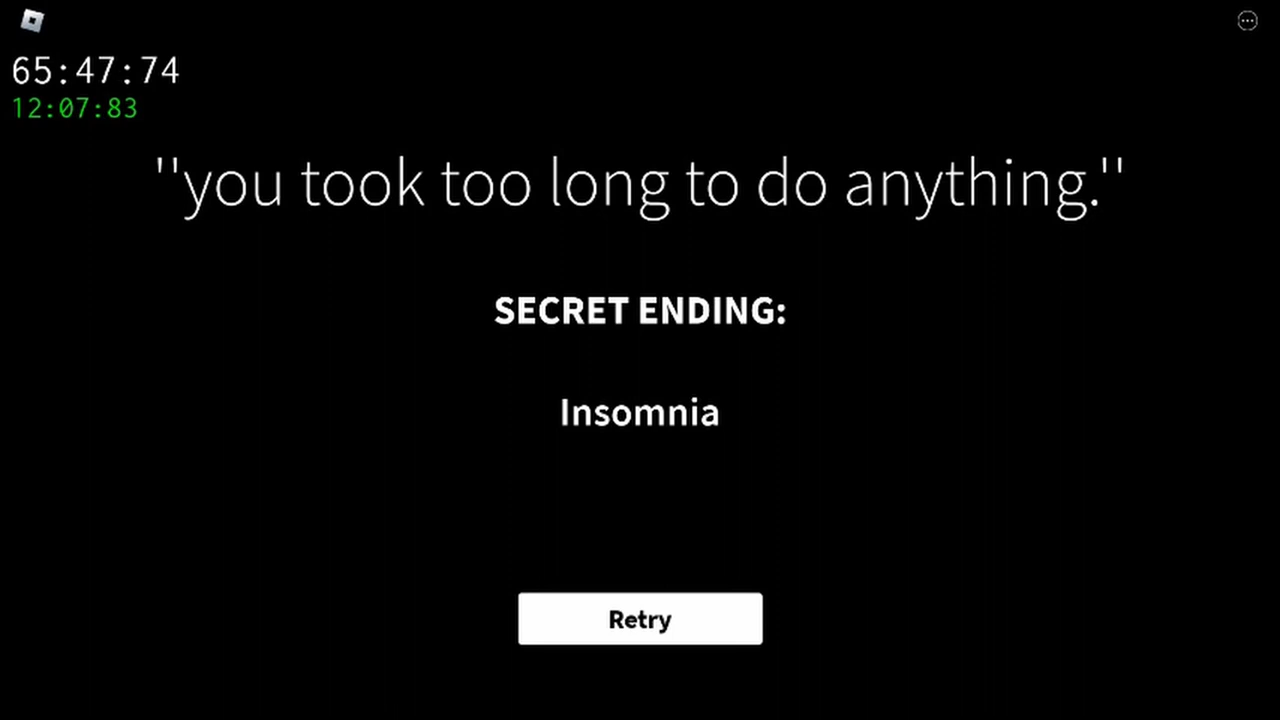 65:47:74
12:07:83
"you took too long to do anything."
SECRET ENDING:
Insomnia
Retry